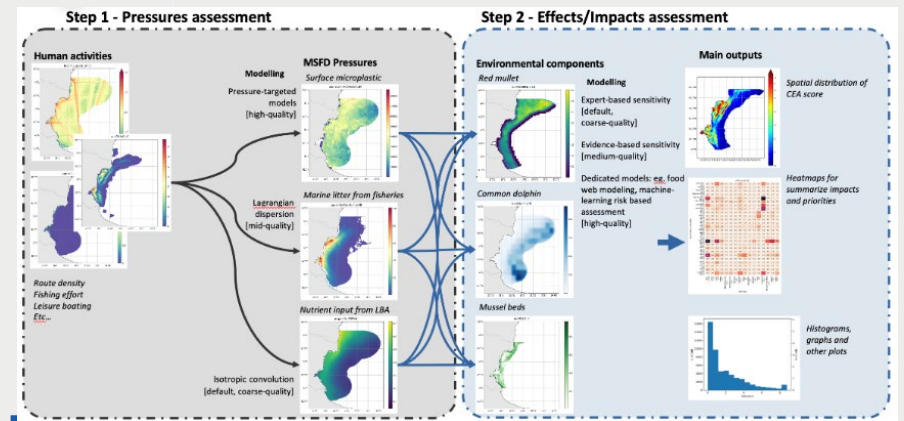 Step 1 - Pressures assessment
Human activities
Route density
Fishing effort
Leisure boating
Etc..
Modelling
Pressure-targeted
models
[high-quality]
Lagrangian
dispersion
[mid-quality]
Isotropic convolution
[default, coarse-quality]
MSFD Pressures
Surface microplastic
Marine litter from fisheries
Nutrient input from LBA
Step 2 - Effects/Impacts assessment
Environmental components
Red mullet
Common dolphin
Mussel beds
Modelling
Expert-based sensitivity
[default,
coarse-quality]
Evidence-based sensitivity
[medium-quality]
Dedicated models: eg. food
web modeling, machine-
learning risk based
assessment
[high-quality]
Main outputs
Spatial distribution of
CEA score
Heatmaps for
summarize impacts
and priorities
Histograms,
graphs and
other plots